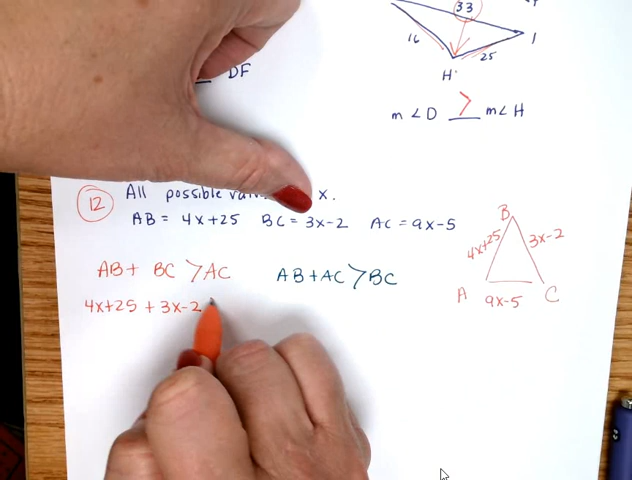 33
16
25
I
H
DF
m∠D > m∠H
12 All possible x.
AB = 4x+25 BC = 3x-2 AC = 9x-5
B
4x+25 3x-2
A 9x-5 C
AB + BC > AC AB + AC > BC
4x+25 + 3x-2